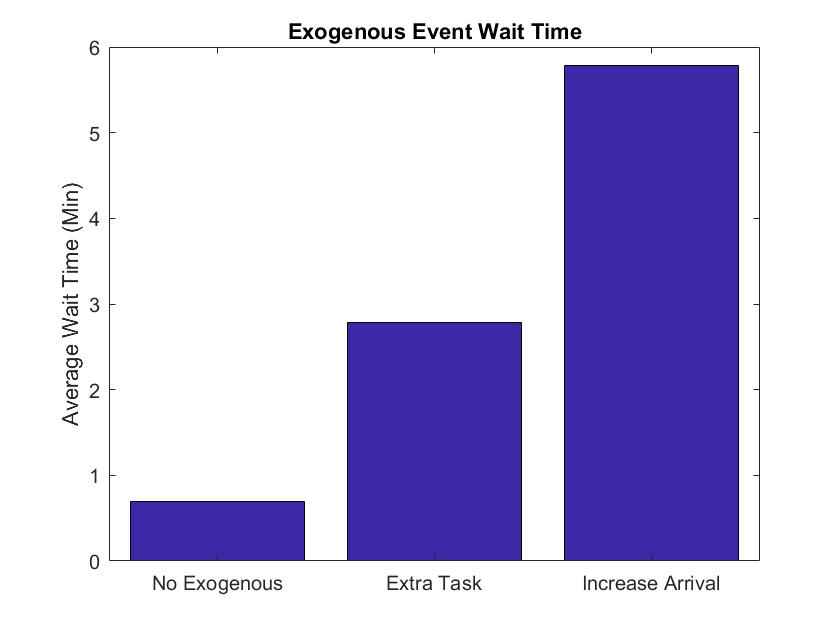 Exogenous Event Wait Time
Average Wait Time (Min)
6
5
4
3
2
1
0
No Exogenous
Extra Task
Increase Arrival